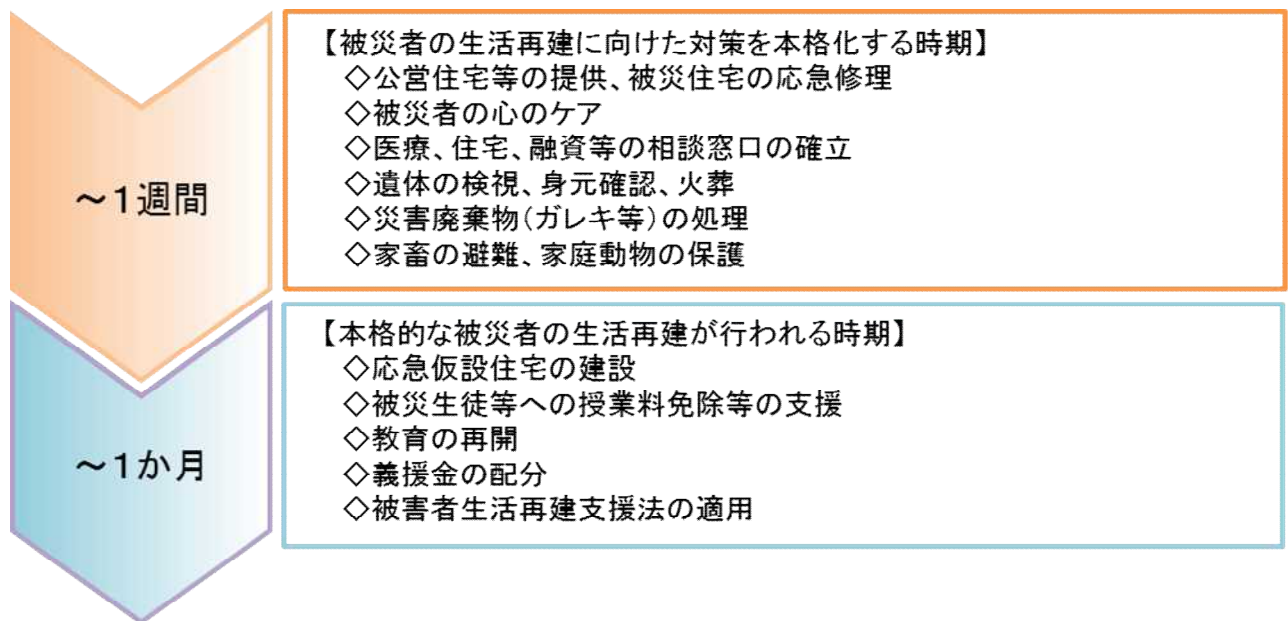 ～1週間
【被災者の生活再建に向けた対策を本格化する時期】
◇公営住宅等の提供、被災住宅の応急修理
◇被災者の心のケア
◇医療、住宅、融資等の相談窓口の確立
◇遺体の検視、身元確認、火葬
◇災害廃棄物(ガレキ等)の処理
◇家畜の避難、家庭動物の保護
～1か月
【本格的な被災者の生活再建が行われる時期】
◇応急仮設住宅の建設
◇被災生徒等への授業料免除等の支援
◇教育の再開
◇義援金の配分
◇被害者生活再建支援法の適用